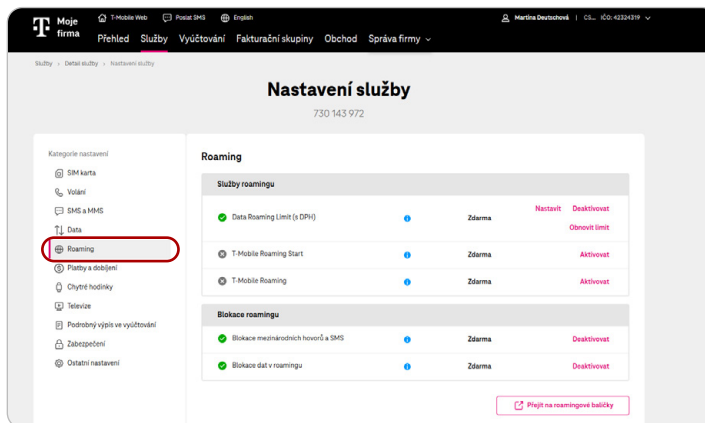 Moje firma
T-Mobile Web Poslat SMS English
Martina Deutschová | CS... IČO: 42324319
Přehled Služby Vyúčtování Fakturační skupiny Obchod Správa firmy
Služby > Detail služby > Nastavení služby
Nastavení služby
730 143 972
Kategorie nastavení
SIM karta
Volání
SMS a MMS
Data
Roaming
Platby a dobíjení
Chytré hodinky
Televize
Podrobný výpis ve vyúčtování
Zabezpečení
Ostatní nastavení
Roaming
Služby roamingu
Data Roaming Limit (s DPH) Zdarma Nastavit Deaktivovat
Obnovit limit
T-Mobile Roaming Start Zdarma Aktivovat
T-Mobile Roaming Zdarma Aktivovat
Blokace roamingu
Blokace mezinárodních hovorů a SMS Zdarma Deaktivovat
Blokace dat v roamingu Zdarma Deaktivovat
Přejít na roamingové balíčky